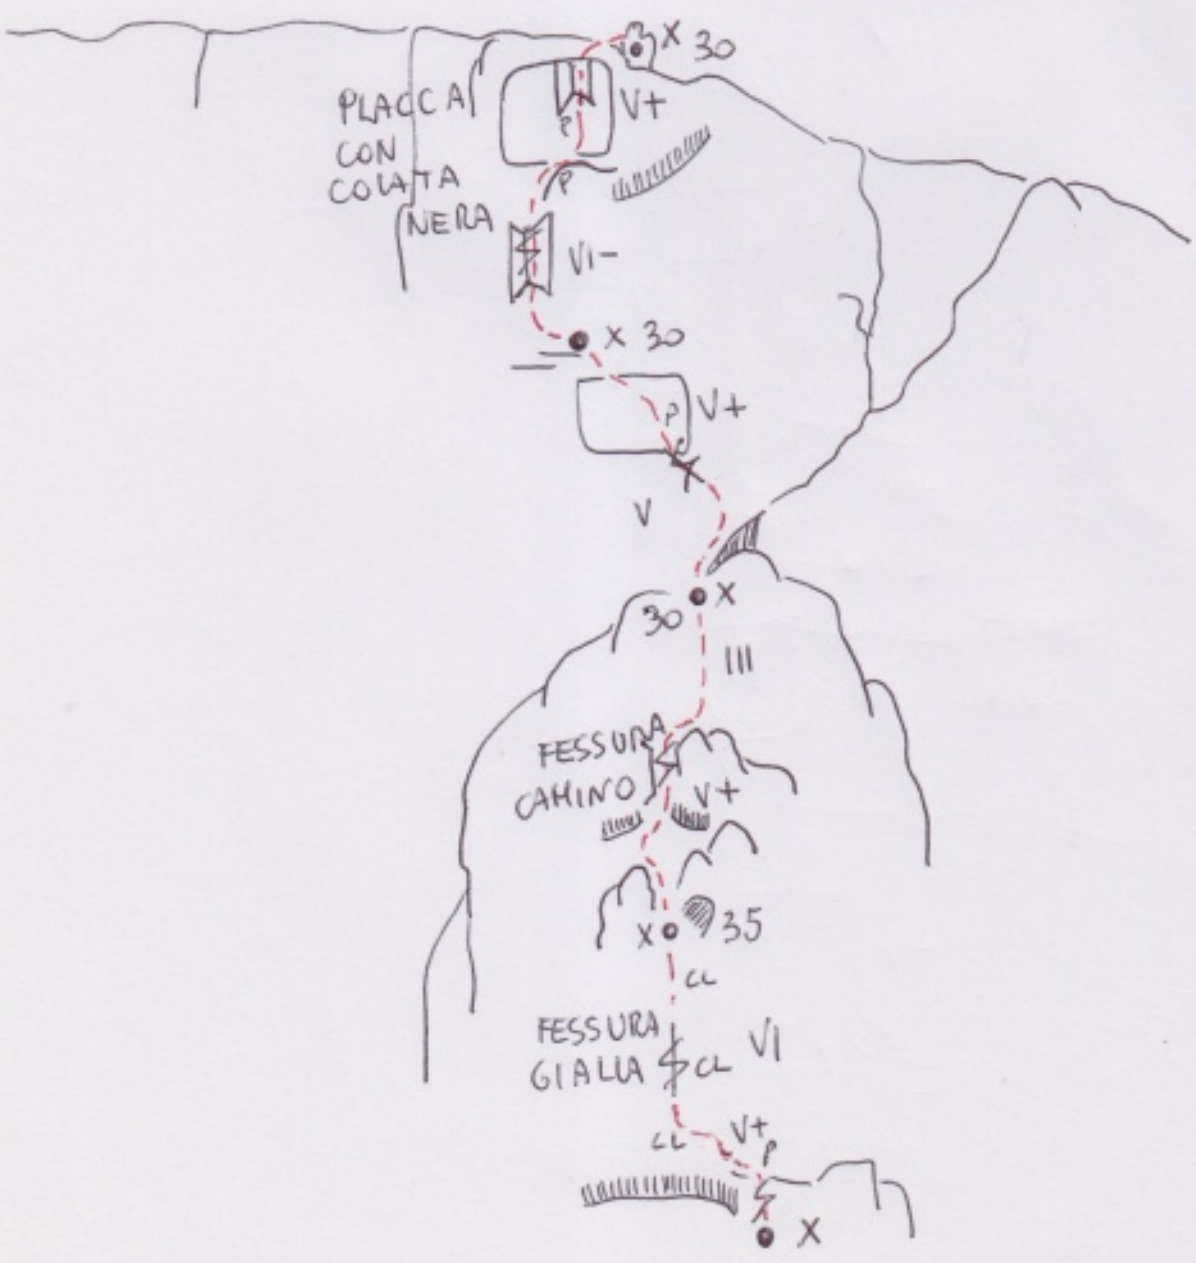 X 30
PLACCA
CON
COLATA
NERA
V+
P
P
VI-
X 30
P
V+
V
X
30
III
FESSURA
CAMINO
V+
X
35
CL
FESSURA
GIALLA
CL
VI
CL
V+
P
X